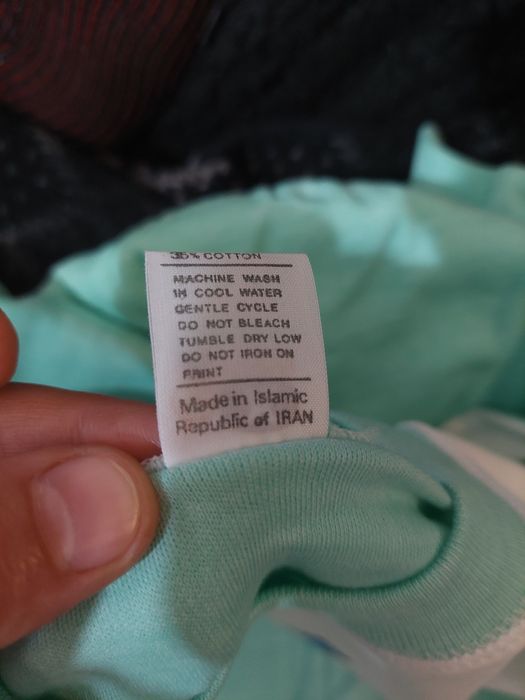 35% COTTON
MACHINE WASH
IN COOL WATER
GENTLE CYCLE
DO NOT BLEACH
TUMBLE DRY LOW
DO NOT IRON ON
PRINT
Made in Islamic
Republic of IRAN